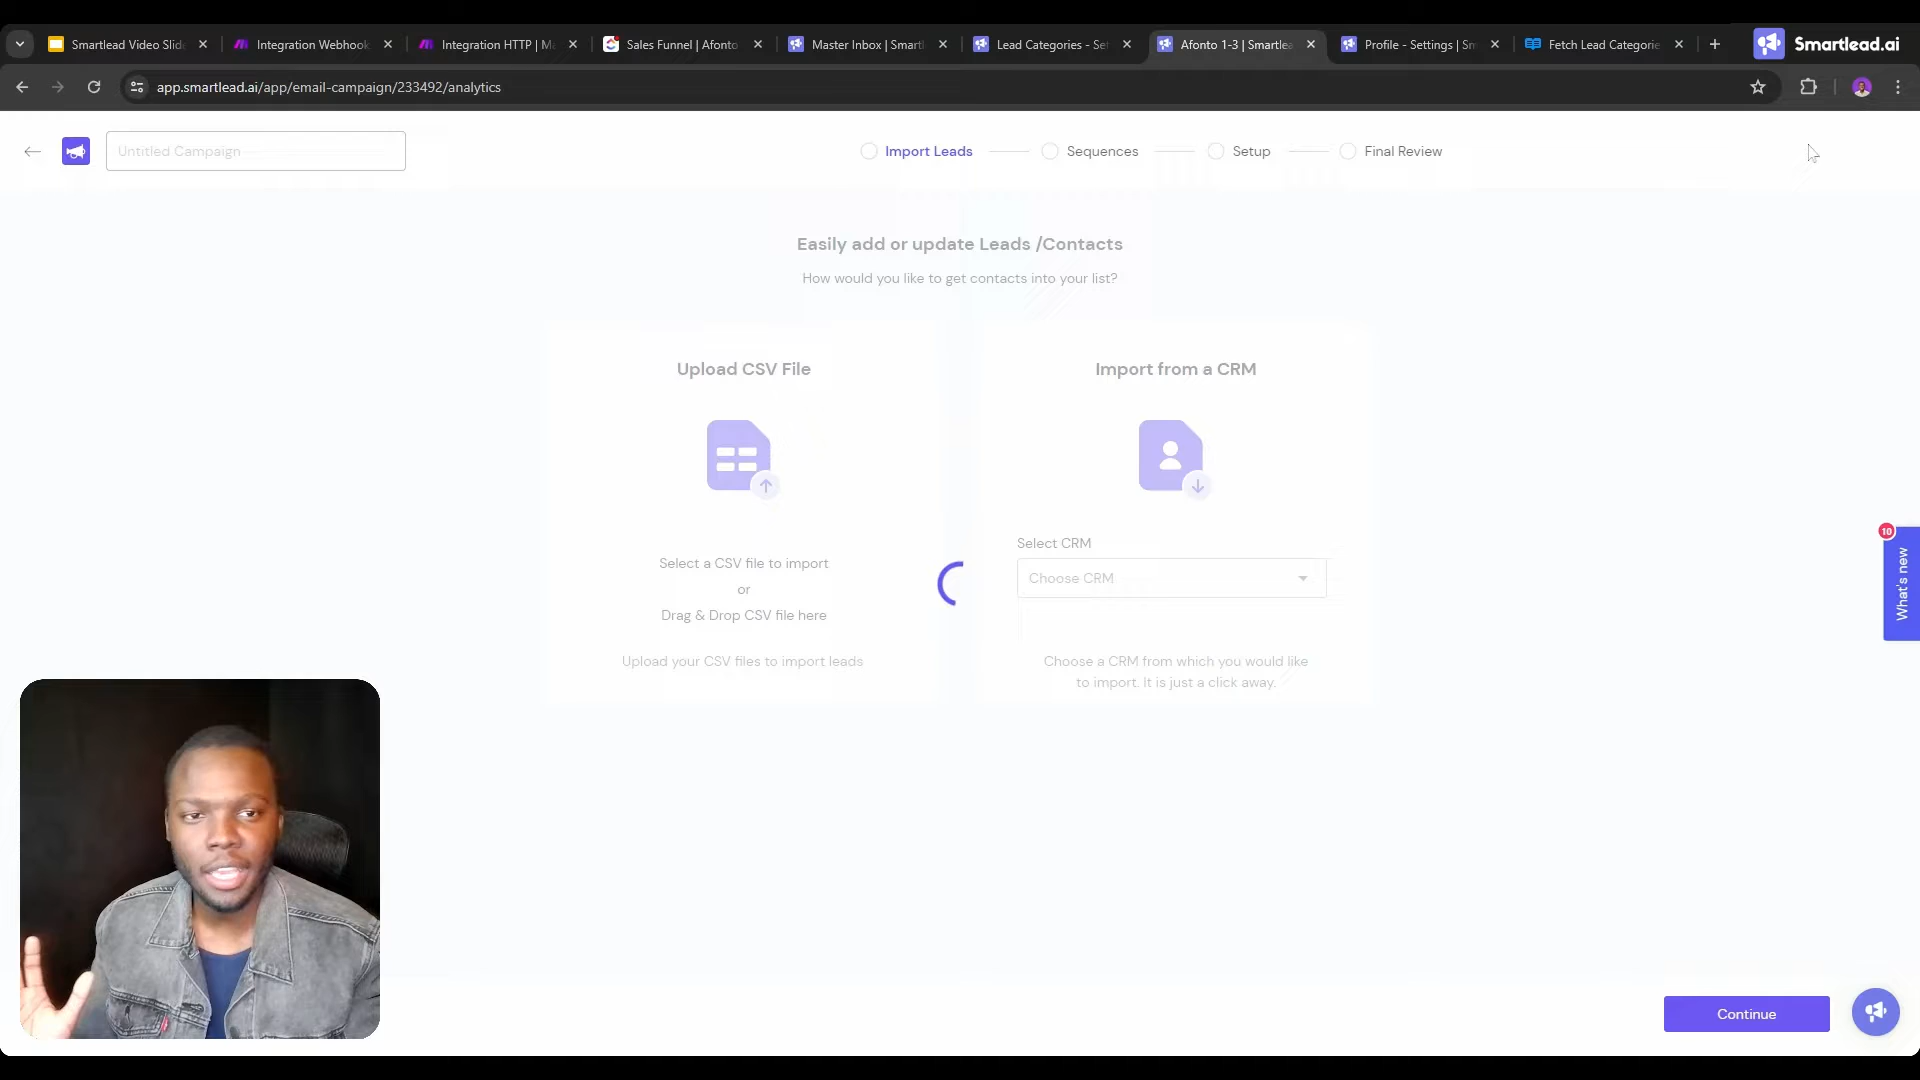 Smartlead Video Slid
Integration Webhook
Integration HTTP | M
Sales Funnel | Afonto
Master Inbox | Smartl
Lead Categories - Set
Afonto 1-3 | Smartlea
Profile - Settings | Sm
Fetch Lead Categorie
Smartlead.ai
app.smartlead.ai/app/email-campaign/233492/analytics
Untitled Campaign
Import Leads
Sequences
Setup
Final Review
Easily add or update Leads /Contacts
How would you like to get contacts into your list?
Upload CSV File
Import from a CRM
Select a CSV file to import
or
Drag & Drop CSV file here
Upload your CSV files to import leads
Select CRM
Choose CRM
Choose a CRM from which you would like
to import. It is just a click away.
10
What's new
Continue